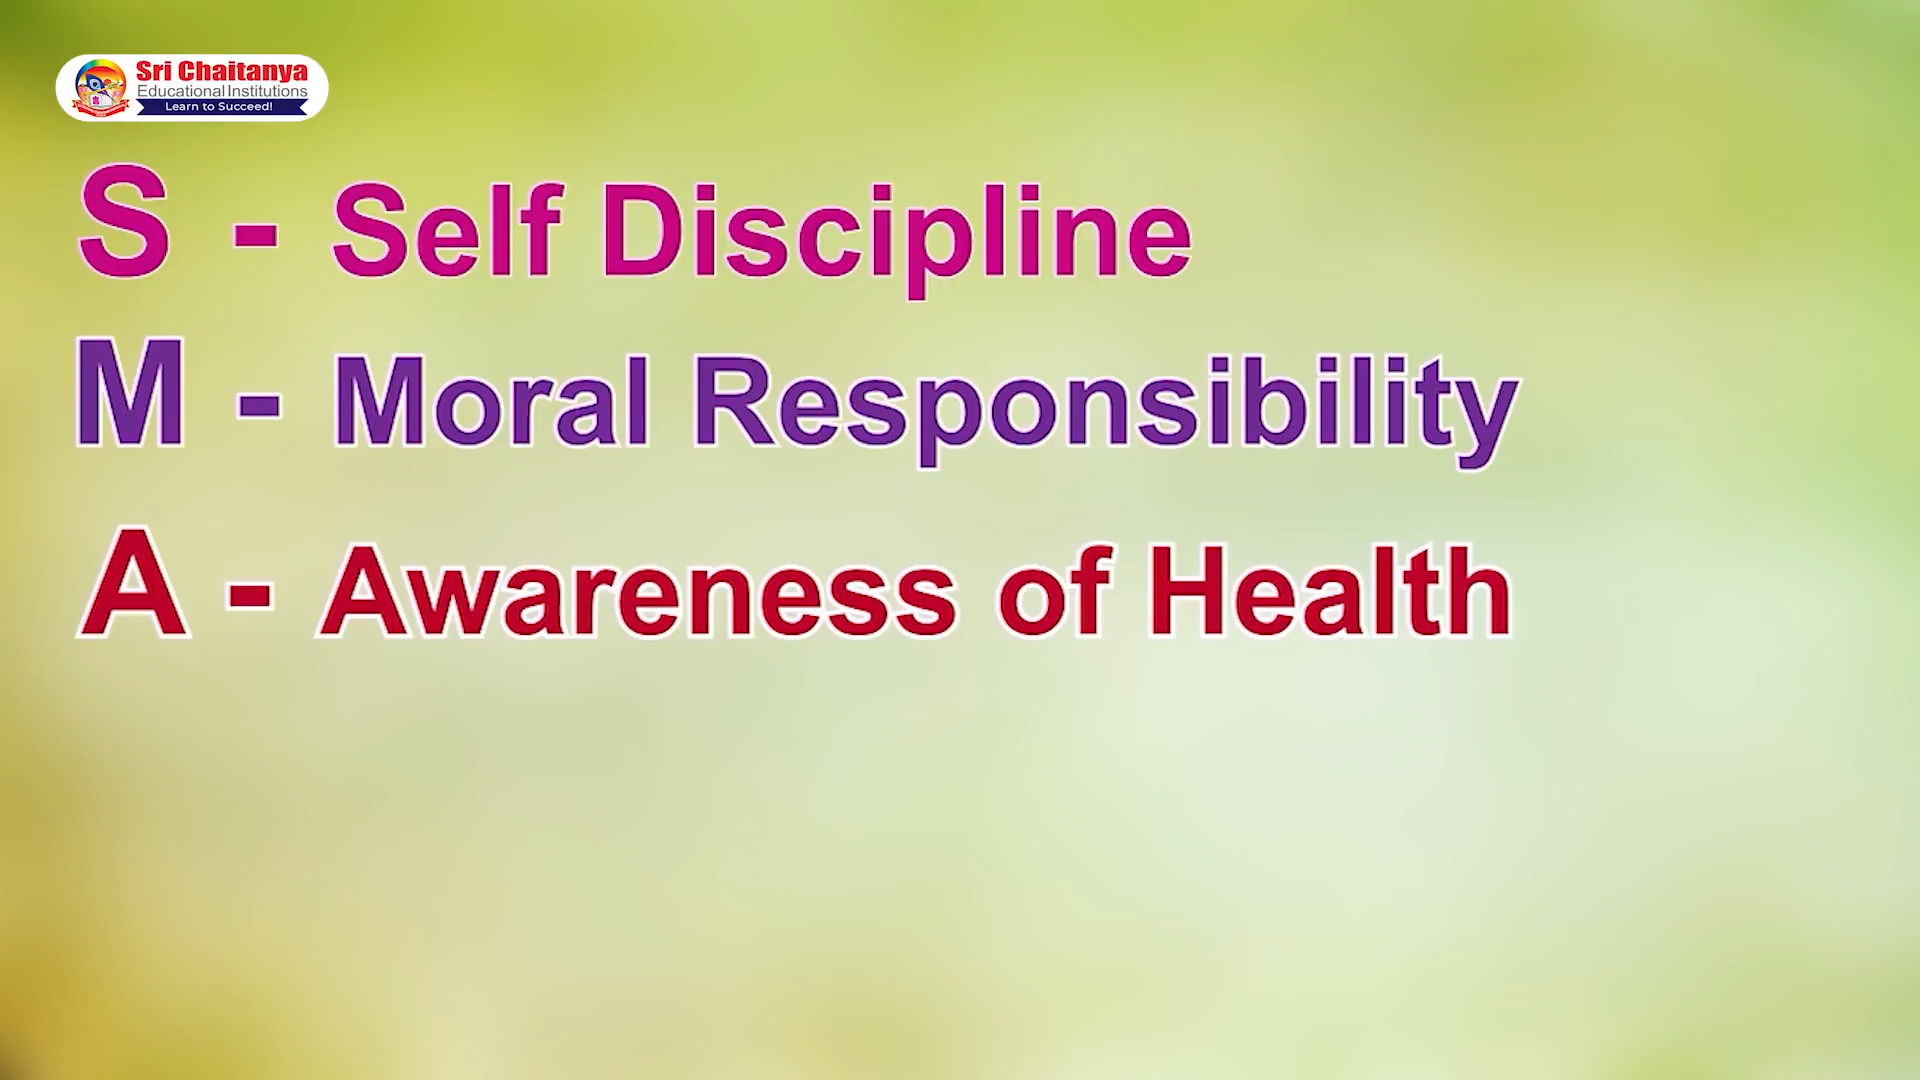 Sri Chaitanya
Educational Institutions
Learn to Succeed!
S - Self Discipline
M - Moral Responsibility
A - Awareness of Health